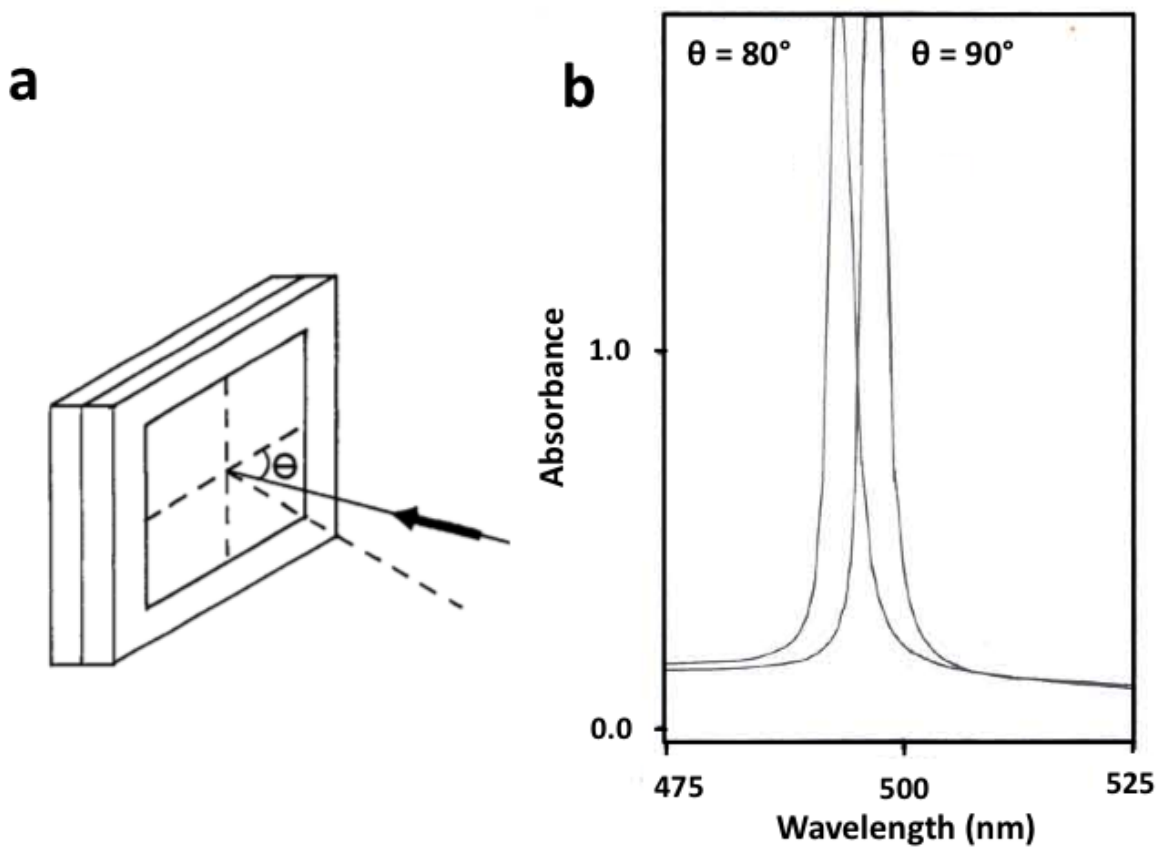 a
Θ
b
θ = 80°
θ = 90°
Absorbance
1.0
0.0
475
500
525
Wavelength (nm)